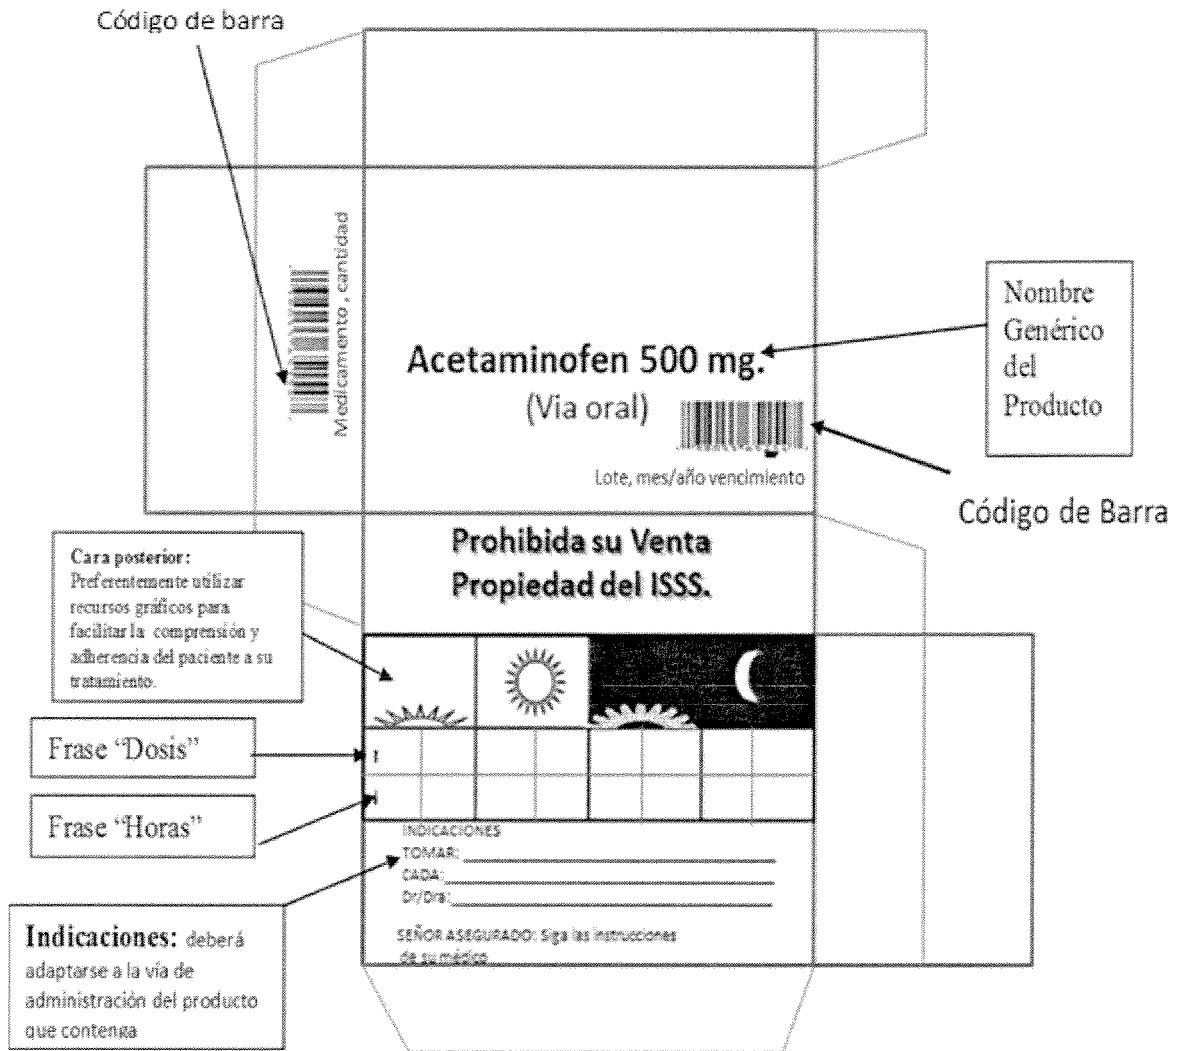 Código de barra
Medicamento, cantidad
Acetaminofen 500 mg.
(Via oral)
Lote, mes/año vencimiento
Nombre
Genérico
del
Producto
Código de Barra
Prohibida su Venta
Propiedad del ISSS.
Cara posterior:
Preferentemente utilizar
recursos gráficos para
facilitar la comprensión y
adherencia del paciente a su
tratamiento.
Frase “Dosis”
Frase “Horas”
INDICACIONES
TOMAR:
CADA:
Dr/Dra:
SEÑOR ASEGURADO: Siga las instrucciones
de su médico
Indicaciones: deberá
adaptarse a la vía de
administración del producto
que contenga